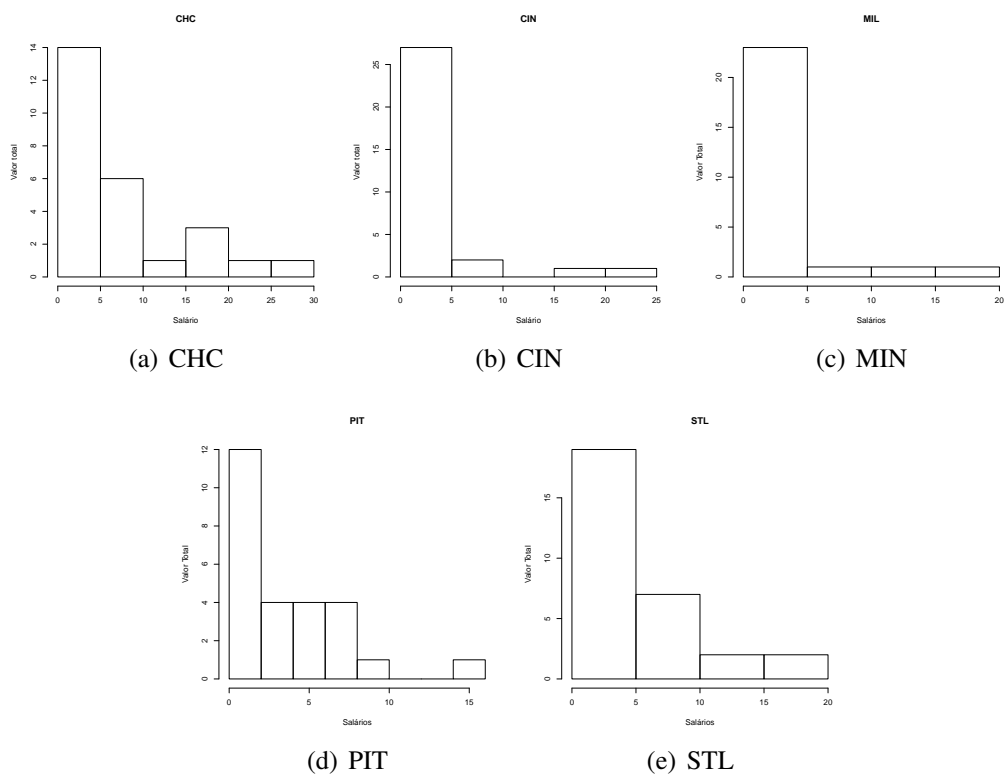 CHC
Valor total
14
12
10
8
6
4
2
0
0 5 10 15 20 25 30
Salário
(a) CHC
CIN
Valor total
25
20
15
10
5
0
0 5 10 15 20 25
Salário
(b) CIN
MIL
Valor Total
20
15
10
5
0
0 5 10 15 20
Salários
(c) MIN
PIT
Valor Total
12
10
8
6
4
2
0
0 5 10 15
Salários
(d) PIT
STL
Valor Total
15
10
5
0
0 5 10 15 20
Salários
(e) STL